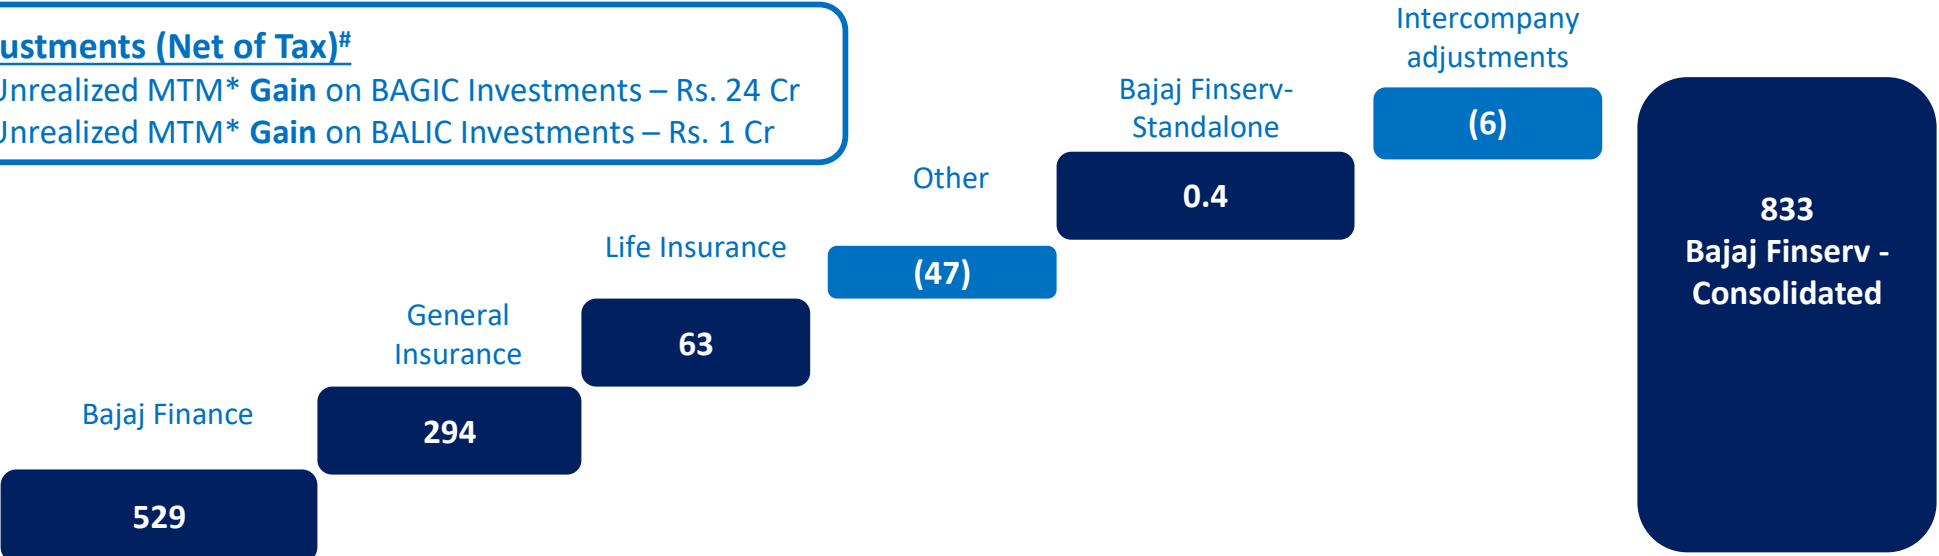 ustments (Net of Tax)#
Unrealized MTM* Gain on BAGIC Investments – Rs. 24 Cr
Unrealized MTM* Gain on BALIC Investments – Rs. 1 Cr
Intercompany
adjustments
(6)
Bajaj Finserv-
Standalone
0.4
Other
(47)
Life Insurance
63
General
Insurance
294
Bajaj Finance
529
833
Bajaj Finserv -
Consolidated